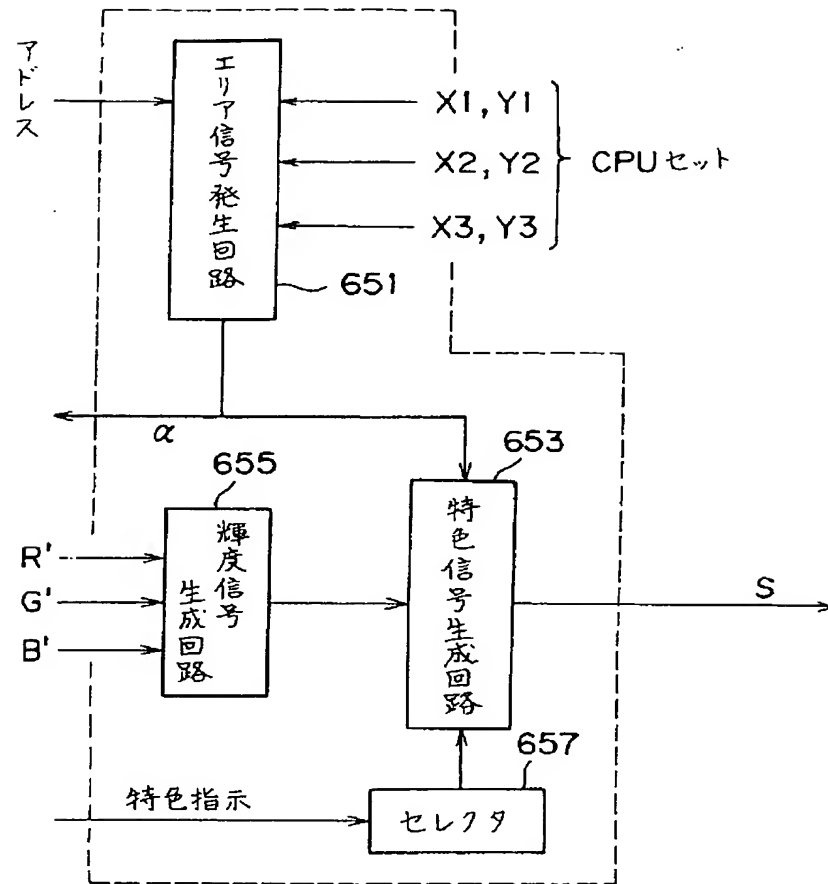 アドレス
エリア信号発生回路
X1, Y1
X2, Y2
X3, Y3
CPUセット
651
α
653
655
輝度信号
生成回路
特色信号生成回路
R'
G'
B'
S
657
特色指示
セレクタ